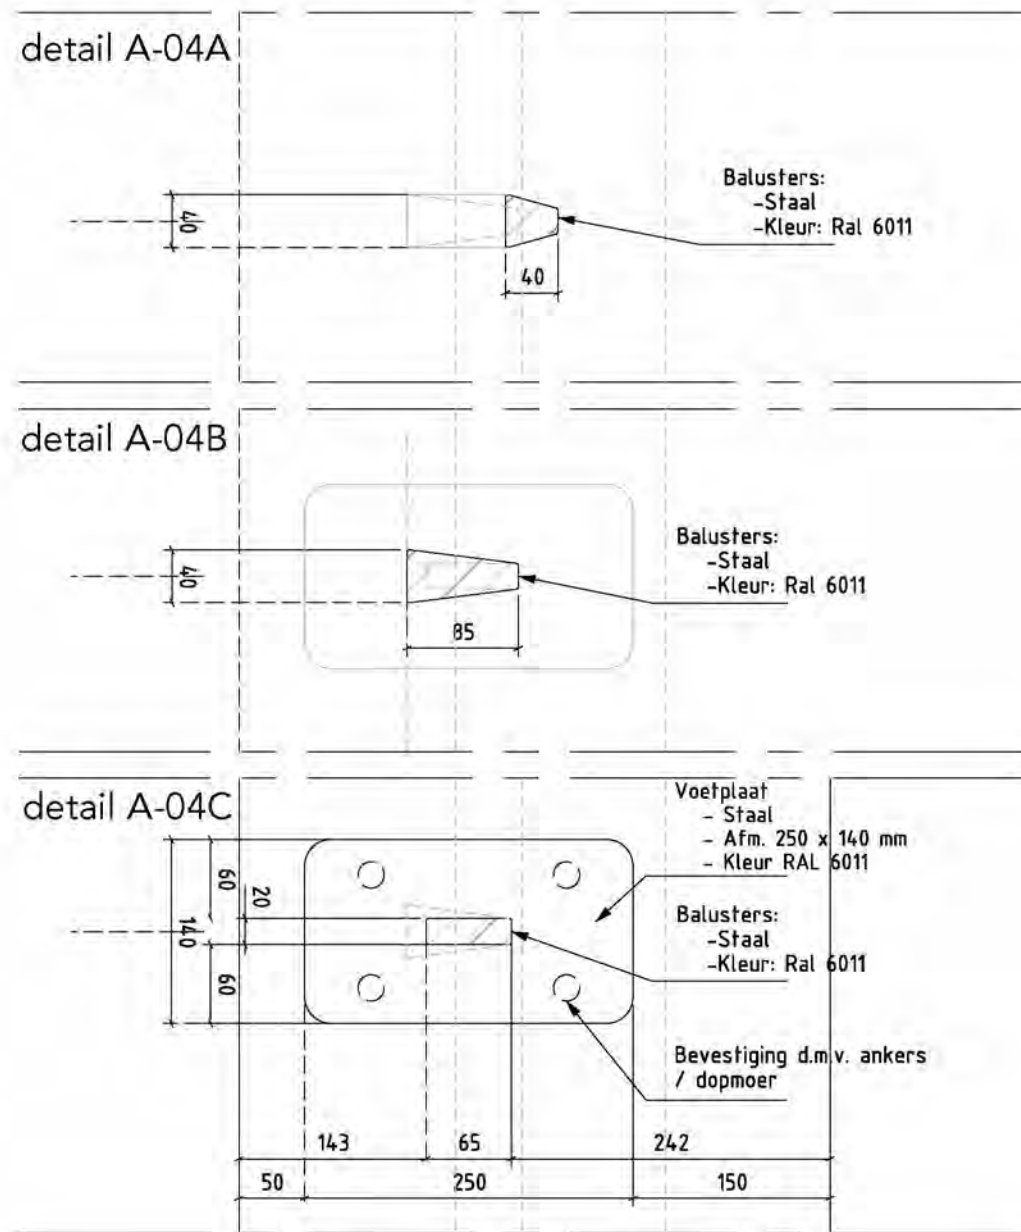 detail A-04A
Balusters:
-Staal
-Kleur: Ral 6011
40
40
detail A-04B
Balusters:
-Staal
-Kleur: Ral 6011
40
85
detail A-04C
Voetplaat
- Staal
- Afm. 250 x 140 mm
- Kleur RAL 6011
60
20
140
60
Balusters:
-Staal
-Kleur: Ral 6011
Bevestiging d.m.v. ankers
/ dopmoer
143
65
242
50
250
150